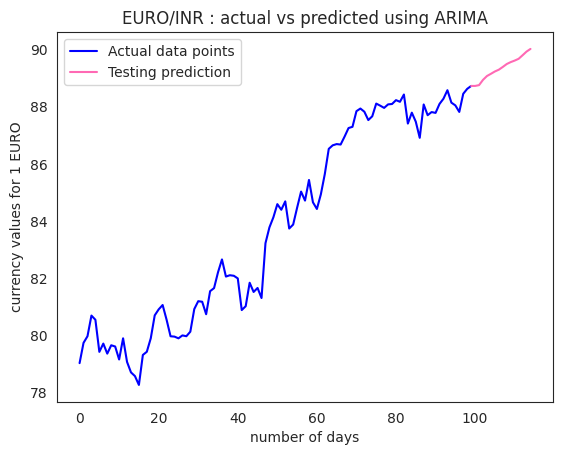 EURO/INR : actual vs predicted using ARIMA
Actual data points
Testing prediction
currency values for 1 EURO
90
88
86
84
82
80
78
0 20 40 60 80 100
number of days